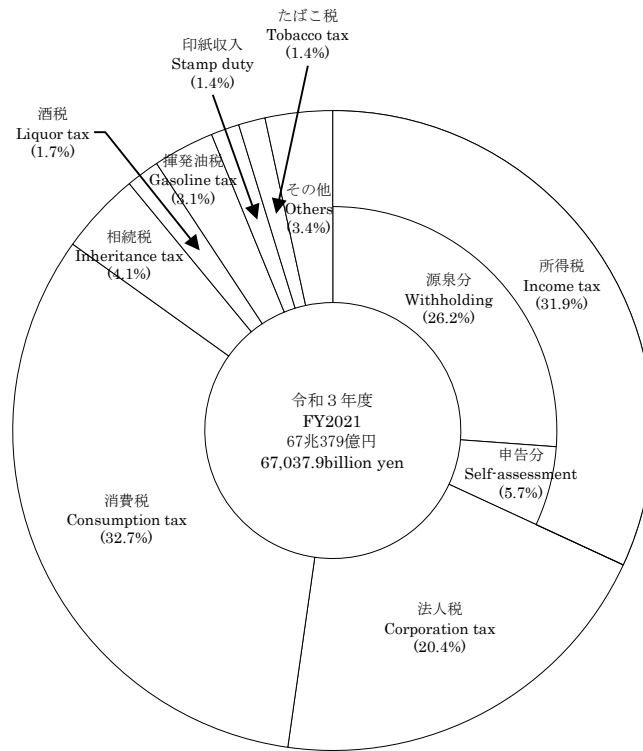 たばこ税
Tobacco tax
(1.4%)
印紙収入
Stamp duty
(1.4%)
酒税
Liquor tax
(1.7%)
揮発油税
Gasoline tax
(3.1%)
その他
Others
(3.4%)
相続税
Inheritance tax
(4.1%)
源泉分
Withholding
(26.2%)
所得税
Income tax
(31.9%)
令和３年度
FY2021
67兆379億円
67,037.9billion yen
申告分
Self-assessment
(5.7%)
消費税
Consumption tax
(32.7%)
法人税
Corporation tax
(20.4%)